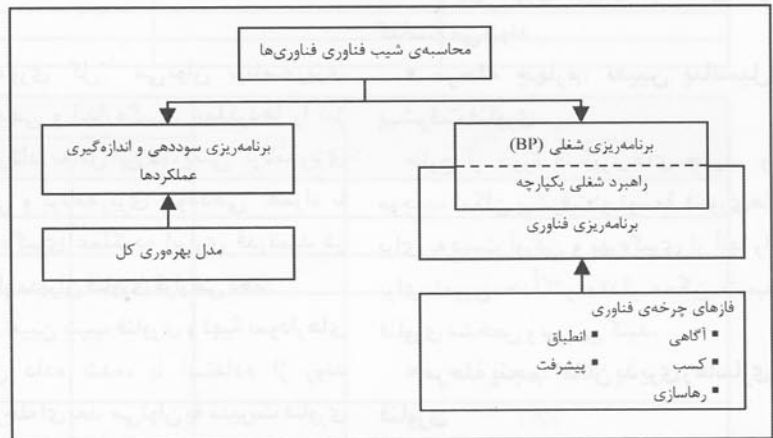 محاسبه‌ی شیب فناوری فناوری‌ها
برنامه‌ریزی شغلی (BP)
راهبرد شغلی یکپارچه
برنامه‌ریزی فناوری
برنامه‌ریزی سوددهی و اندازه‌گیری
عملکردها
مدل بهره‌وری کل
فازهای چرخه‌ی فناوری
▪ آگاهی ▪ انطباق
▪ کسب ▪ پیشرفت
▪ رهاسازی